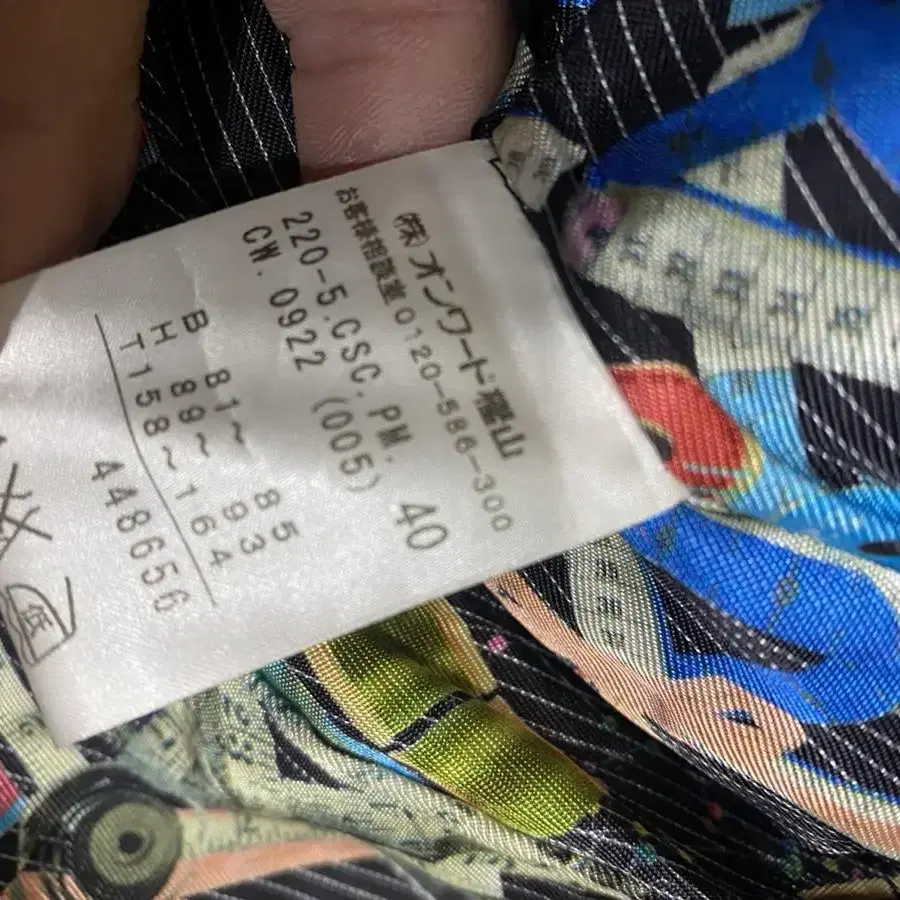 (株)オンワード樫山
お客様相談室0120-586-300
220-5.CSC.PM. 40
CW.0922 (005)
B 81~ 85
H 89~ 93
T158~164
448656
低